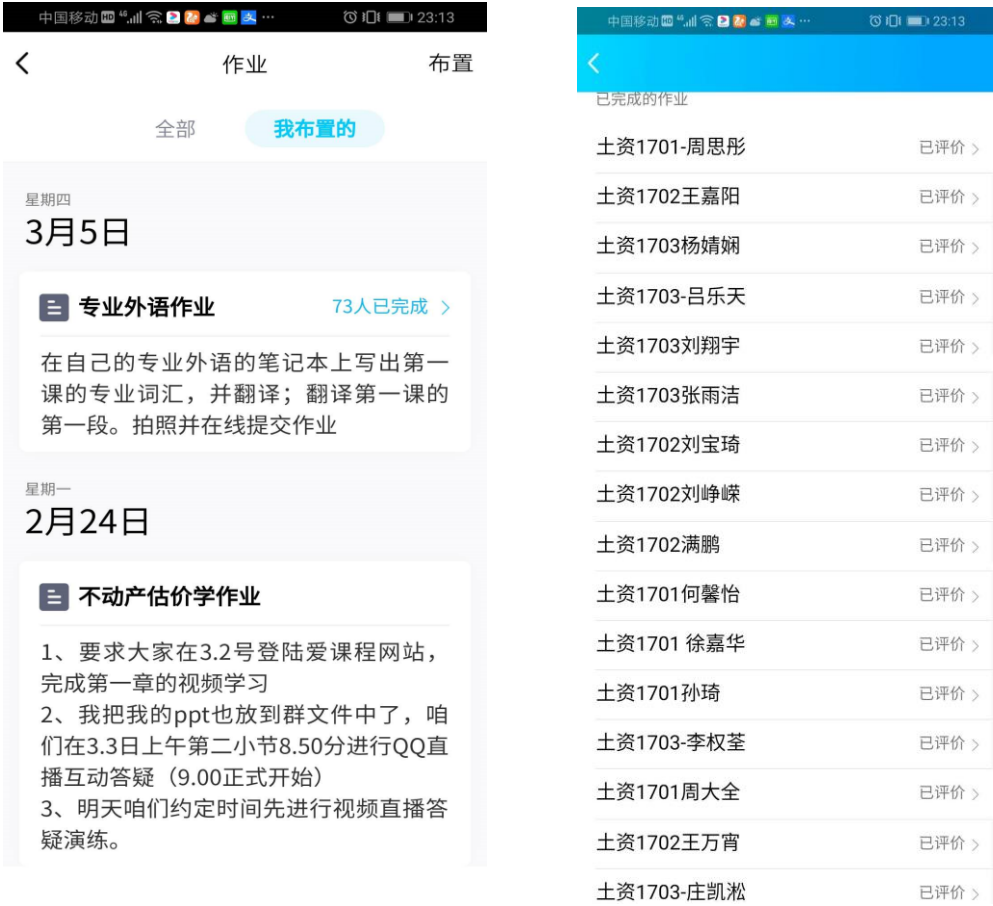 中国移动 HD 4G 23:13
作业 布置
全部 我布置的
星期四
3月5日
专业外语作业 73人已完成 >
在自己的专业外语的笔记本上写出第一
课的专业词汇，并翻译；翻译第一课的
第一段。拍照并在线提交作业
星期一
2月24日
不动产估价学作业
1、要求大家在3.2号登陆爱课程网站，
完成第一章的视频学习
2、我把我的ppt也放到群文件中了，咱
们在3.3日上午第二小节8.50分进行QQ直
播互动答疑（9.00正式开始）
3、明天咱们约定时间先进行视频直播答
疑演练。
中国移动 HD 4G 23:13
已完成的作业
土资1701-周思彤 已评价 >
土资1702王嘉阳 已评价 >
土资1703杨婧娴 已评价 >
土资1703-吕乐天 已评价 >
土资1703刘翔宇 已评价 >
土资1703张雨洁 已评价 >
土资1702刘宝琦 已评价 >
土资1702刘峥嵘 已评价 >
土资1702满鹏 已评价 >
土资1701何馨怡 已评价 >
土资1701 徐嘉华 已评价 >
土资1701孙琦 已评价 >
土资1703-李权荃 已评价 >
土资1701周大全 已评价 >
土资1702王万宵 已评价 >
土资1703-庄凯淞 已评价 >